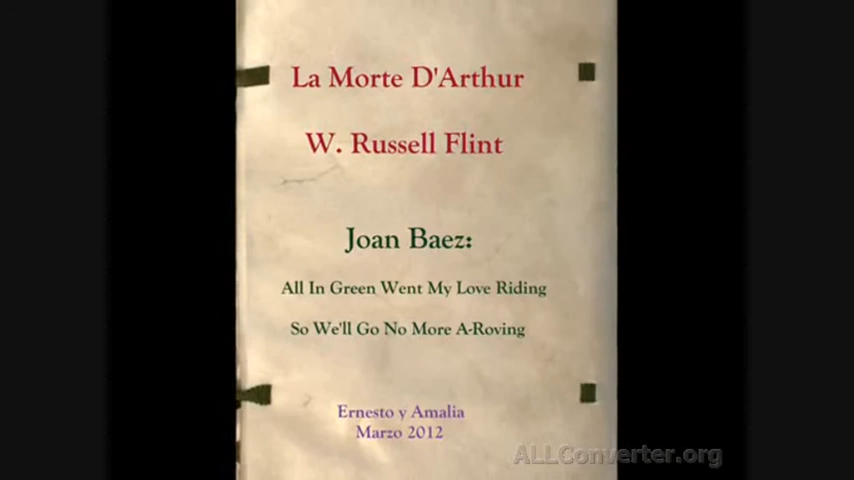 La Morte D'Arthur
W. Russell Flint
Joan Baez:
All In Green Went My Love Riding
So We'll Go No More A-Roving
Ernesto y Amalia
Marzo 2012
ALLConverter.org